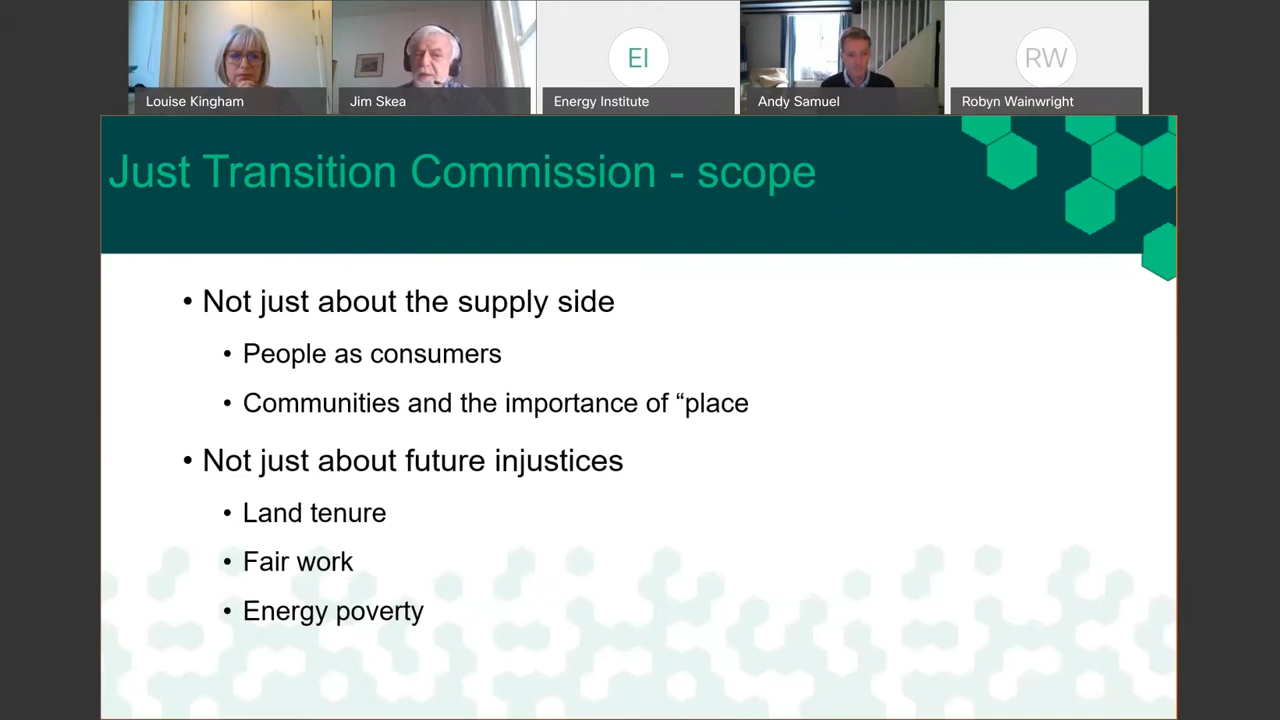 Louise Kingham
Jim Skea
EI
Energy Institute
Andy Samuel
RW
Robyn Wainwright
Just Transition Commission - scope
• Not just about the supply side
• People as consumers
• Communities and the importance of “place
• Not just about future injustices
• Land tenure
• Fair work
• Energy poverty